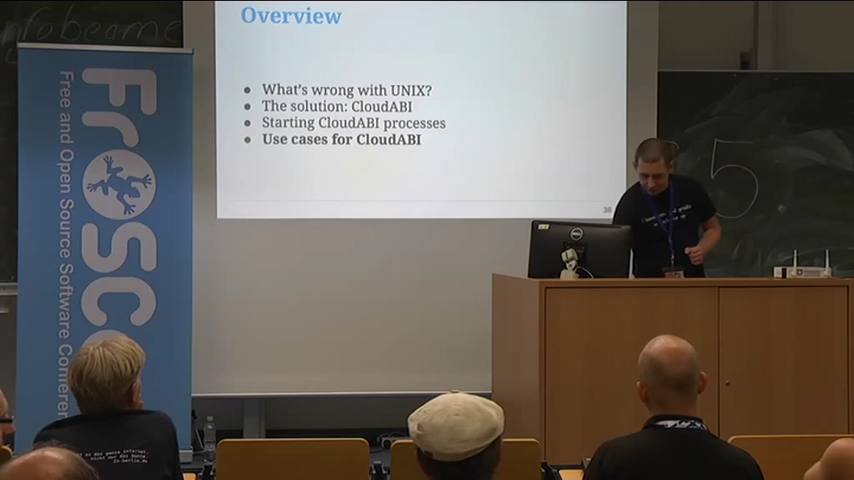 Overview
What's wrong with UNIX?
The solution: CloudABI
Starting CloudABI processes
Use cases for CloudABI
38
FrOSC
Free and Open Source Software Conferen
5
DELL